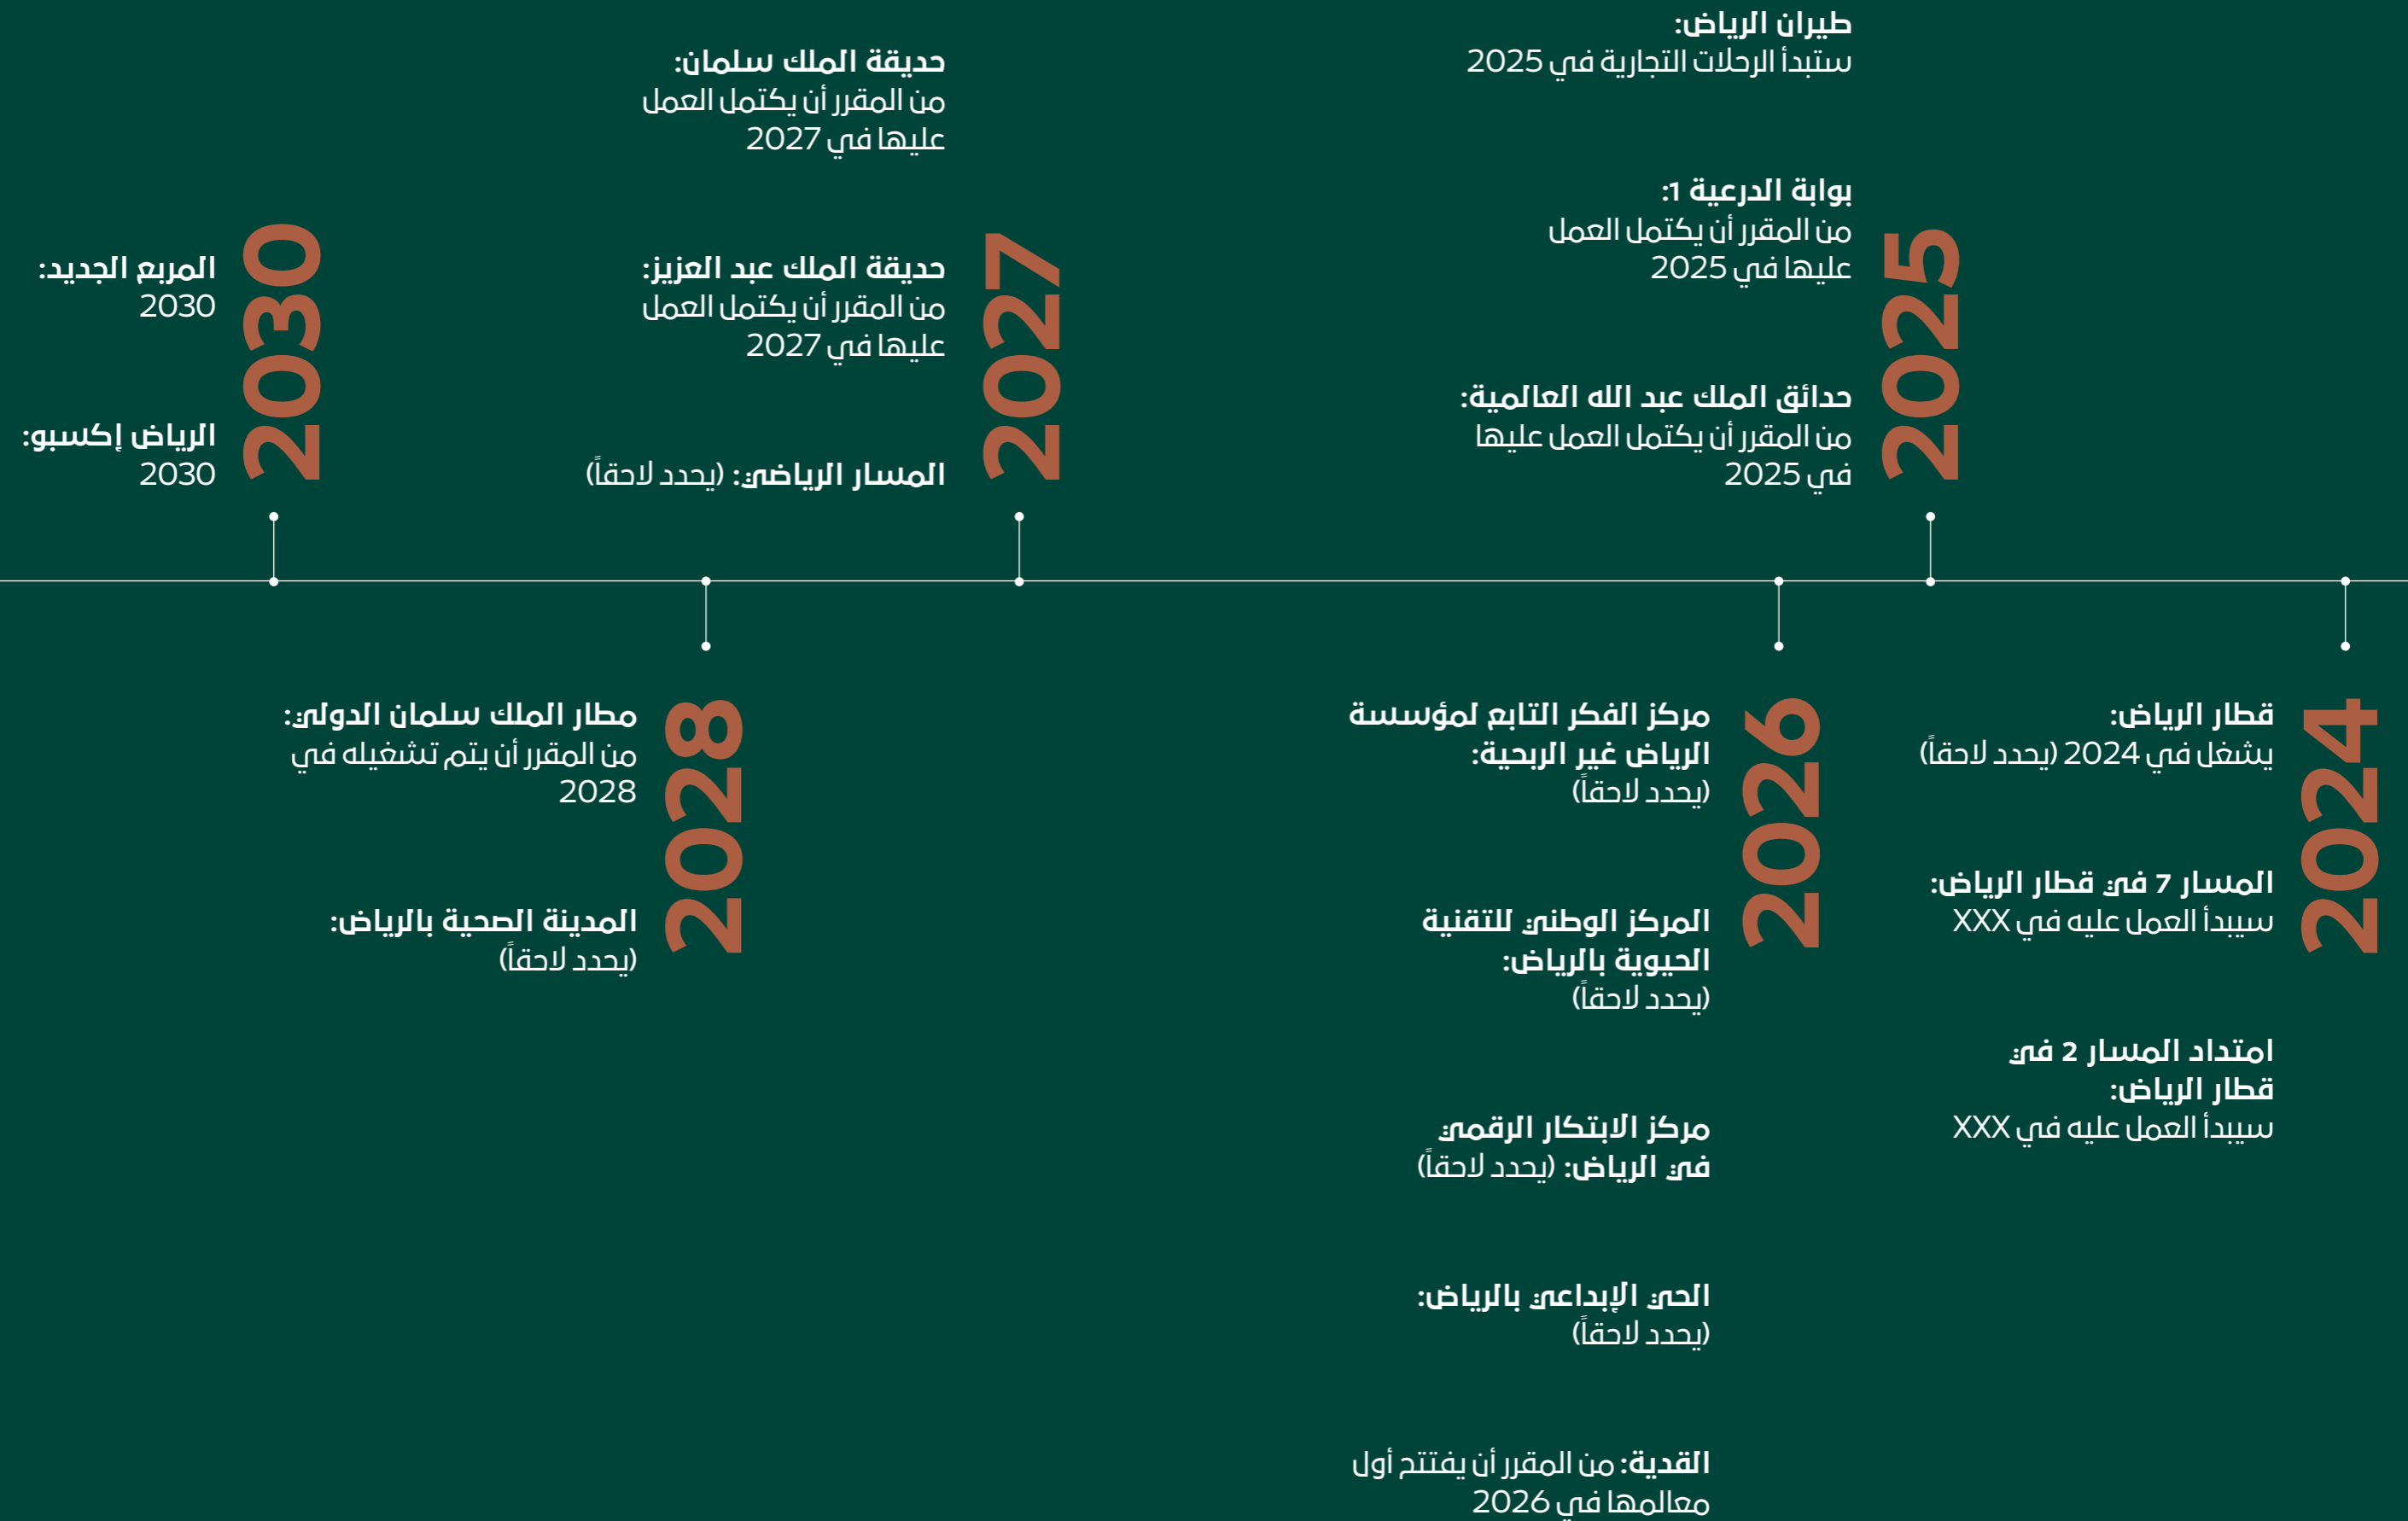 2024
قطار الرياض:
يشغل في 2024 (يحدد لاحقاً)
المسار 7 في قطار الرياض:
سيبدأ العمل عليه في XXX
امتداد المسار 2 في
قطار الرياض:
سيبدأ العمل عليه في XXX
2025
طيران الرياض:
ستبدأ الرحلات التجارية في 2025
بوابة الدرعية 1:
من المقرر أن يكتمل العمل
عليها في 2025
حدائق الملك عبد الله العالمية:
من المقرر أن يكتمل العمل عليها
في 2025
2026
مركز الفكر التابع لمؤسسة
الرياض غير الربحية:
(يحدد لاحقاً)
المركز الوطني للتقنية
الحيوية بالرياض:
(يحدد لاحقاً)
مركز الابتكار الرقمي
في الرياض: (يحدد لاحقاً)
الحي الإبداعي بالرياض:
(يحدد لاحقاً)
القدية: من المقرر أن يفتتح أول
معالمها في 2026
2027
حديقة الملك سلمان:
من المقرر أن يكتمل العمل
عليها في 2027
حديقة الملك عبد العزيز:
من المقرر أن يكتمل العمل
عليها في 2027
المسار الرياضي: (يحدد لاحقاً)
2028
مطار الملك سلمان الدولي:
من المقرر أن يتم تشغيله في
2028
المدينة الصحية بالرياض:
(يحدد لاحقاً)
2030
المربع الجديد:
2030
الرياض إكسبو:
2030